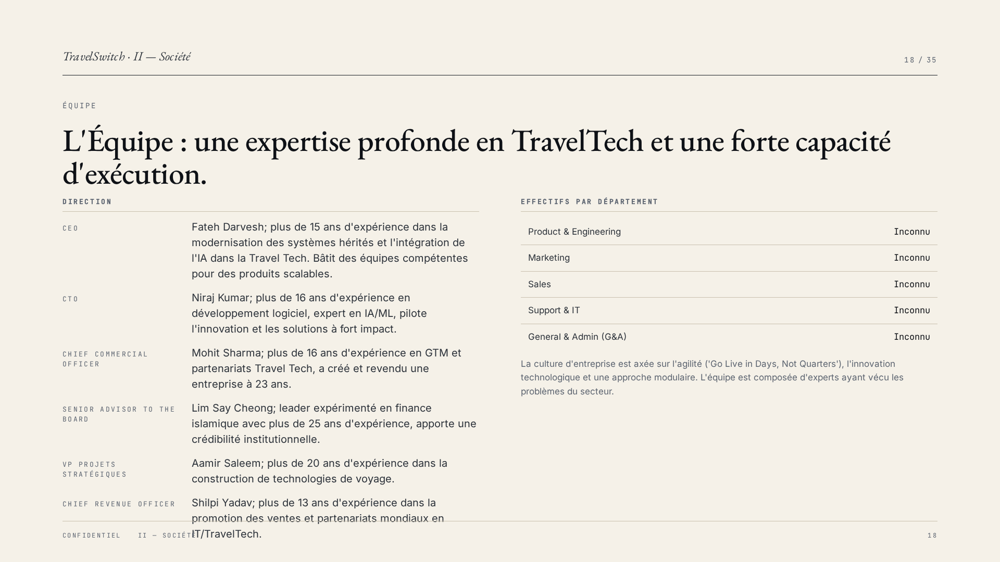 TravelSwitch · II — Société
18 / 35
ÉQUIPE
L'Équipe : une expertise profonde en TravelTech et une forte capacité
d'exécution.
DIRECTION
CEO
Fateh Darvesh; plus de 15 ans d'expérience dans la
modernisation des systèmes hérités et l'intégration de
l'IA dans la Travel Tech. Bâtit des équipes compétentes
pour des produits scalables.
CTO
Niraj Kumar; plus de 16 ans d'expérience en
développement logiciel, expert en IA/ML, pilote
l'innovation et les solutions à fort impact.
CHIEF COMMERCIAL
OFFICER
Mohit Sharma; plus de 16 ans d'expérience en GTM et
partenariats Travel Tech, a créé et revendu une
entreprise à 23 ans.
SENIOR ADVISOR TO THE
BOARD
Lim Say Cheong; leader expérimenté en finance
islamique avec plus de 25 ans d'expérience, apporte une
crédibilité institutionnelle.
VP PROJETS
STRATÉGIQUES
Aamir Saleem; plus de 20 ans d'expérience dans la
construction de technologies de voyage.
CHIEF REVENUE OFFICER
Shilpi Yadav; plus de 13 ans d'expérience dans la
promotion des ventes et partenariats mondiaux en
IT/TravelTech.
EFFECTIFS PAR DÉPARTEMENT
Product & Engineering Inconnu
Marketing Inconnu
Sales Inconnu
Support & IT Inconnu
General & Admin (G&A) Inconnu
La culture d'entreprise est axée sur l'agilité ('Go Live in Days, Not Quarters'), l'innovation
technologique et une approche modulaire. L'équipe est composée d'experts ayant vécu les
problèmes du secteur.
CONFIDENTIEL II — SOCIÉTÉ
18